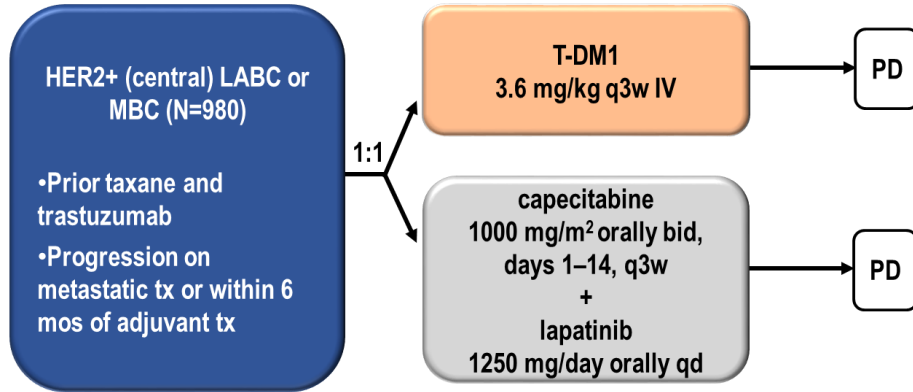 HER2+ (central) LABC or
MBC (N=980)
•Prior taxane and
trastuzumab
•Progression on
metastatic tx or within 6
mos of adjuvant tx
1:1
T-DM1
3.6 mg/kg q3w IV
PD
capecitabine
1000 mg/m² orally bid,
days 1–14, q3w
+
lapatinib
1250 mg/day orally qd
PD